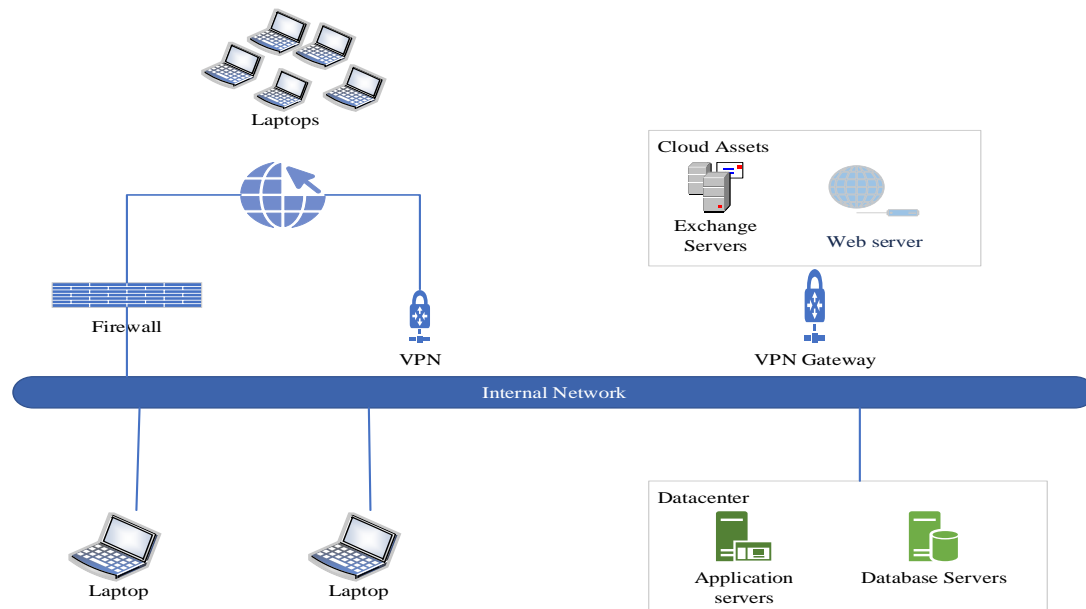 Laptops
Cloud Assets
Exchange
Servers
Web server
Firewall
VPN
VPN Gateway
Internal Network
Datacenter
Laptop
Laptop
Application
servers
Database Servers